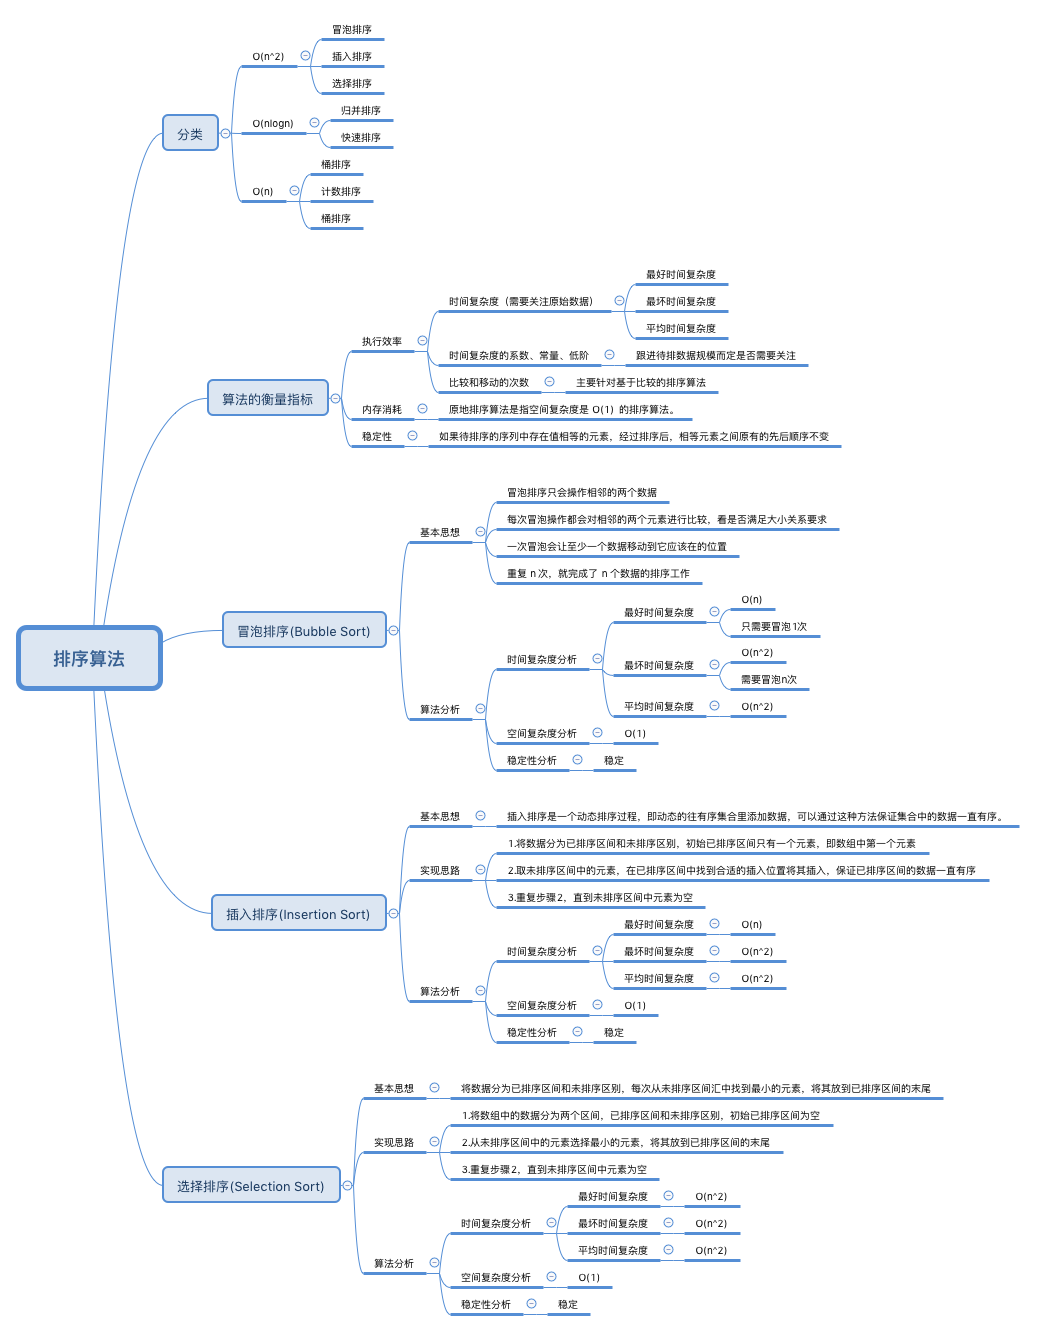 排序算法
分类
O(n^2)
冒泡排序
插入排序
选择排序
O(nlogn)
归并排序
快速排序
O(n)
桶排序
计数排序
桶排序
算法的衡量指标
执行效率
时间复杂度（需要关注原始数据）
最好时间复杂度
最坏时间复杂度
平均时间复杂度
时间复杂度的系数、常量、低阶
跟进待排数据规模而定是否需要关注
比较和移动的次数
主要针对基于比较的排序算法
内存消耗
原地排序算法是指空间复杂度是 O(1) 的排序算法。
稳定性
如果待排序的序列中存在值相等的元素，经过排序后，相等元素之间原有的先后顺序不变
冒泡排序(Bubble Sort)
基本思想
冒泡排序只会操作相邻的两个数据
每次冒泡操作都会对相邻的两个元素进行比较，看是否满足大小关系要求
一次冒泡会让至少一个数据移动到它应该在的位置
重复 n 次，就完成了 n 个数据的排序工作
算法分析
时间复杂度分析
最好时间复杂度
O(n)
只需要冒泡1次
最坏时间复杂度
O(n^2)
需要冒泡n次
平均时间复杂度
O(n^2)
空间复杂度分析
O(1)
稳定性分析
稳定
插入排序(Insertion Sort)
基本思想
插入排序是一个动态排序过程，即动态的往有序集合里添加数据，可以通过这种方法保证集合中的数据一直有序。
实现思路
1.将数据分为已排序区间和未排序区别，初始已排序区间只有一个元素，即数组中第一个元素
2.取未排序区间中的元素，在已排序区间中找到合适的插入位置将其插入，保证已排序区间的数据一直有序
3.重复步骤2，直到未排序区间中元素为空
算法分析
时间复杂度分析
最好时间复杂度
O(n)
最坏时间复杂度
O(n^2)
平均时间复杂度
O(n^2)
空间复杂度分析
O(1)
稳定性分析
稳定
选择排序(Selection Sort)
基本思想
将数据分为已排序区间和未排序区别，每次从未排序区间汇中找到最小的元素，将其放到已排序区间的末尾
实现思路
1.将数组中的数据分为两个区间，已排序区间和未排序区别，初始已排序区间为空
2.从未排序区间中的元素选择最小的元素，将其放到已排序区间的末尾
3.重复步骤2，直到未排序区间中元素为空
算法分析
时间复杂度分析
最好时间复杂度
O(n^2)
最坏时间复杂度
O(n^2)
平均时间复杂度
O(n^2)
空间复杂度分析
O(1)
稳定性分析
稳定